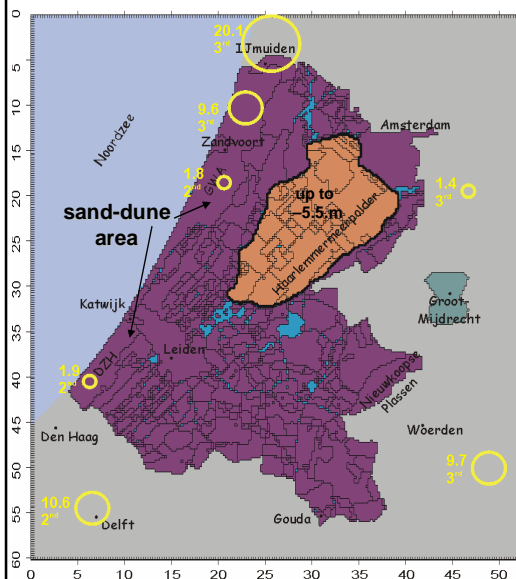 0
5
10
15
20
25
30
35
40
45
50
55
60
20.1
3rd
IJmuiden
9.6
3rd
Noordzee
Zandvoort
Amsterdam
1.8
2nd
GWA
1.4
3rd
up to
–5.5 m
sand-dune
area
Haarlemmermeerpolder
Katwijk
Groot-
Mijdrecht
Leiden
DZH
1.9
2nd
Nieuwkoopse
Plassen
Den Haag
Woerden
9.7
3rd
10.6
2nd
Delft
Gouda
0 5 10 15 20 25 30 35 40 45 50